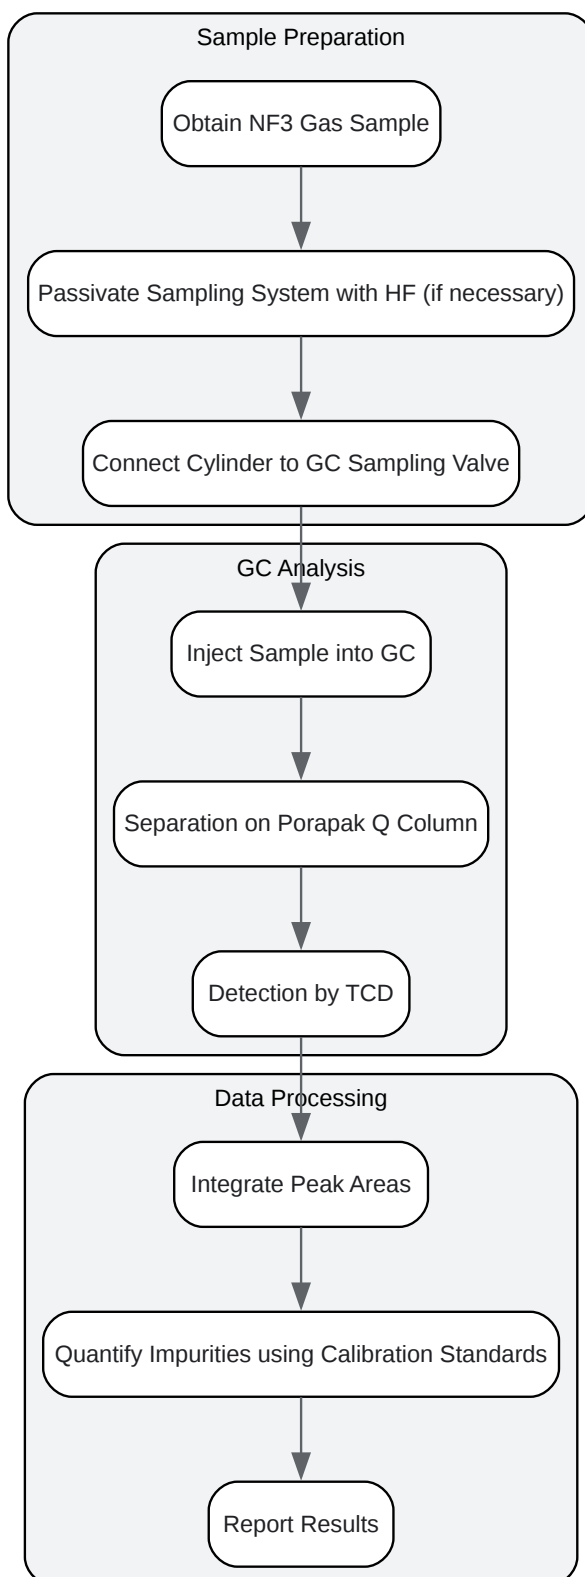 Sample Preparation
Obtain NF3 Gas Sample
Passivate Sampling System with HF (if necessary)
Connect Cylinder to GC Sampling Valve
GC Analysis
Inject Sample into GC
Separation on Porapak Q Column
Detection by TCD
Data Processing
Integrate Peak Areas
Quantify Impurities using Calibration Standards
Report Results